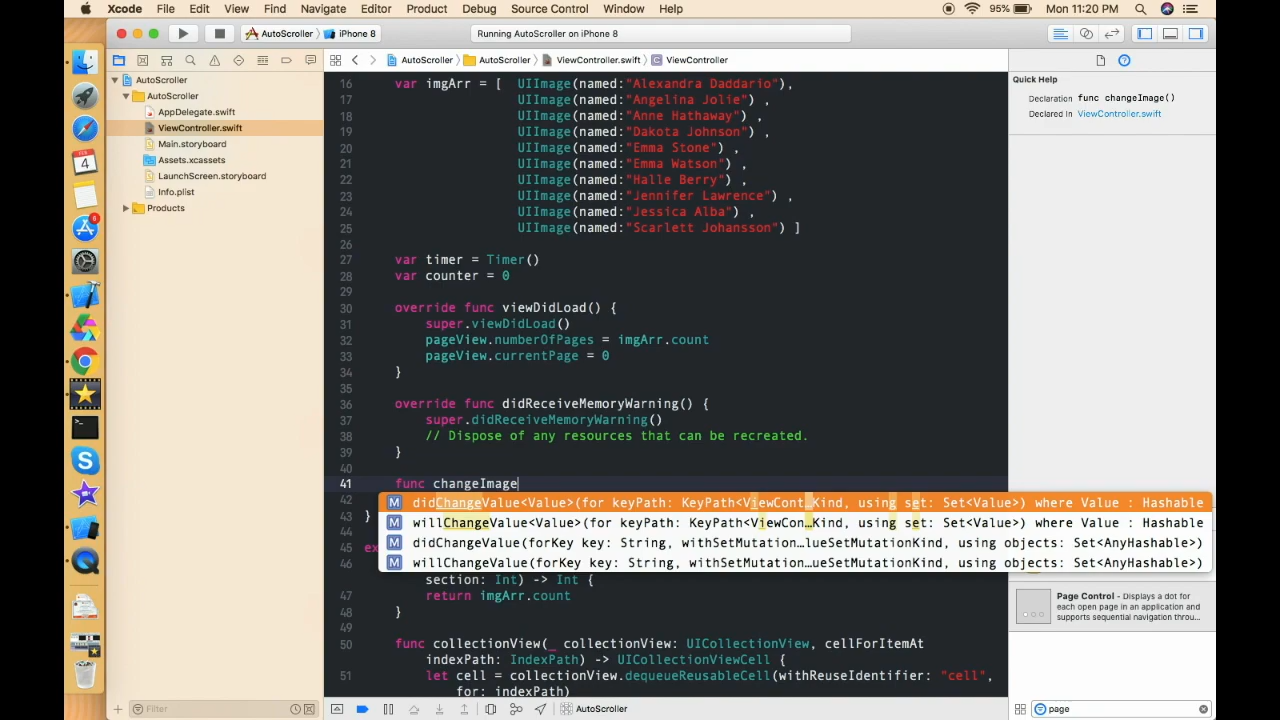 Xcode File Edit View Find Navigate Editor Product Debug Source Control Window Help 95% Mon 11:20 PM
AutoScroller iPhone 8 Running AutoScroller on iPhone 8
AutoScroller AutoScroller ViewController.swift ViewController
AutoScroller
AutoScroller
AppDelegate.swift
ViewController.swift
Main.storyboard
Assets.xcassets
LaunchScreen.storyboard
Info.plist
Products
16 var imgArr = [ UIImage(named:"Alexandra Daddario"),
17 UIImage(named:"Angelina Jolie") ,
18 UIImage(named:"Anne Hathaway") ,
19 UIImage(named:"Dakota Johnson") ,
20 UIImage(named:"Emma Stone") ,
21 UIImage(named:"Emma Watson") ,
22 UIImage(named:"Halle Berry") ,
23 UIImage(named:"Jennifer Lawrence") ,
24 UIImage(named:"Jessica Alba") ,
25 UIImage(named:"Scarlett Johansson") ]
26
27 var timer = Timer()
28 var counter = 0
29
30 override func viewDidLoad() {
31 super.viewDidLoad()
32 pageView.numberOfPages = imgArr.count
33 pageView.currentPage = 0
34 }
35
36 override func didReceiveMemoryWarning() {
37 super.didReceiveMemoryWarning()
38 // Dispose of any resources that can be recreated.
39 }
40
41 func changeImage
42 M didChangeValue<Value>(for keyPath: KeyPath<ViewCont…Kind, using set: Set<Value>) where Value : Hashable
43 } M willChangeValue<Value>(for keyPath: KeyPath<ViewCon…Kind, using set: Set<Value>) where Value : Hashable
M didChangeValue(forKey key: String, withSetMutation…lueSetMutationKind, using objects: Set<AnyHashable>)
45 ex
46 M willChangeValue(forKey key: String, withSetMutation…ueSetMutationKind, using objects: Set<AnyHashable>)
section: Int) -> Int {
47 return imgArr.count
48 }
49
50 func collectionView(_ collectionView: UICollectionView, cellForItemAt
indexPath: IndexPath) -> UICollectionViewCell {
51 let cell = collectionView.dequeueReusableCell(withReuseIdentifier: "cell",
for: indexPath)
Quick Help
Declaration func changeImage()
Declared In ViewController.swift
Page Control - Displays a dot for
each open page in an application and
supports sequential navigation throu...
4
Filter
AutoScroller
page